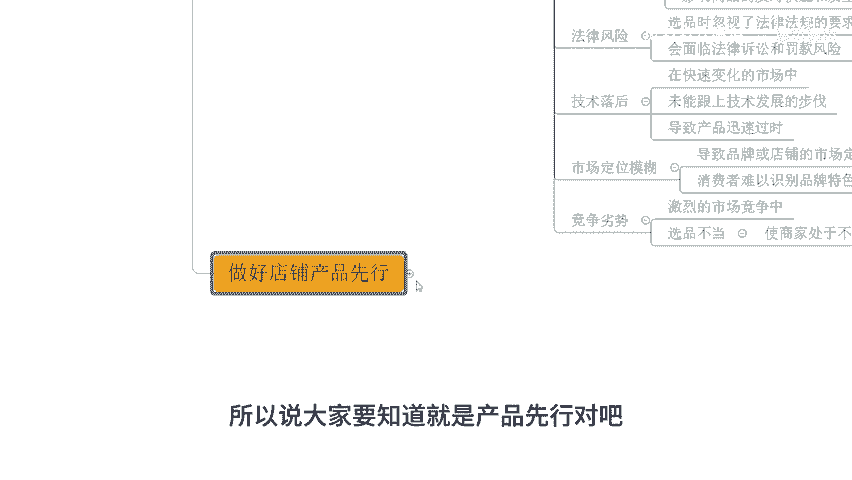 选品时忽视了法律法规的要求
法律风险
会面临法律诉讼和罚款风险
在快速变化的市场中
技术落后
未能跟上技术发展的步伐
导致产品迅速过时
导致品牌或店铺的市场定
市场定位模糊
消费者难以识别品牌特色
激烈的市场竞争中
竞争劣势
选品不当 使商家处于不
做好店铺产品先行
所以说大家要知道就是产品先行对吧